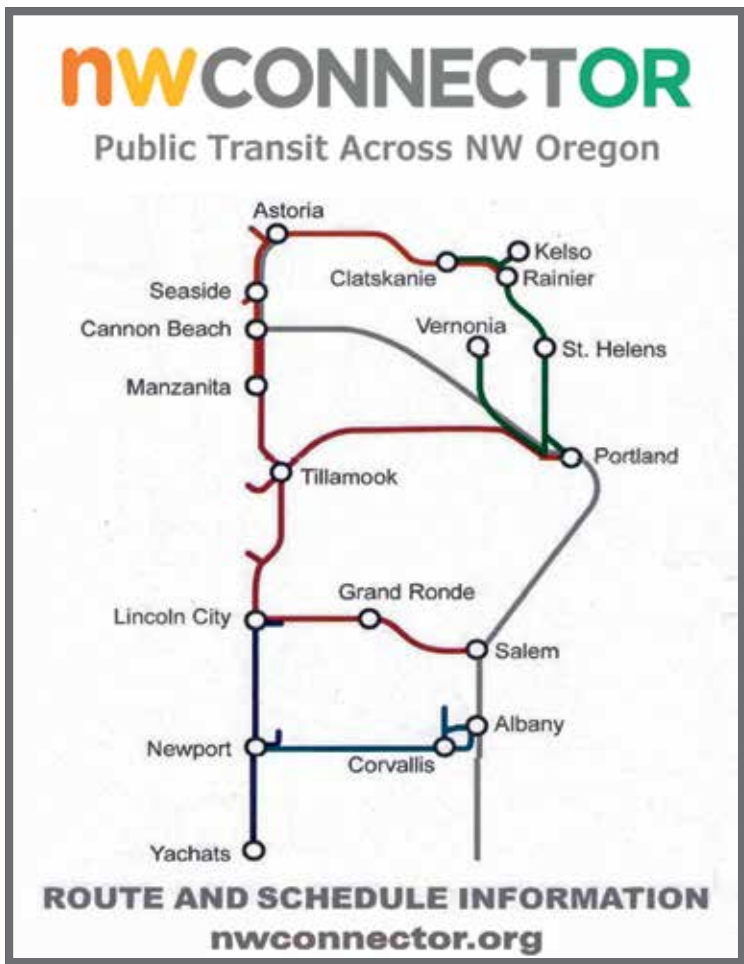 nwCONNECTOR
Public Transit Across NW Oregon
Astoria
Kelso
Clatskanie
Rainier
Seaside
Cannon Beach
Vernonia
St. Helens
Manzanita
Portland
Tillamook
Grand Ronde
Lincoln City
Salem
Albany
Newport
Corvallis
Yachats
ROUTE AND SCHEDULE INFORMATION
nwconnector.org